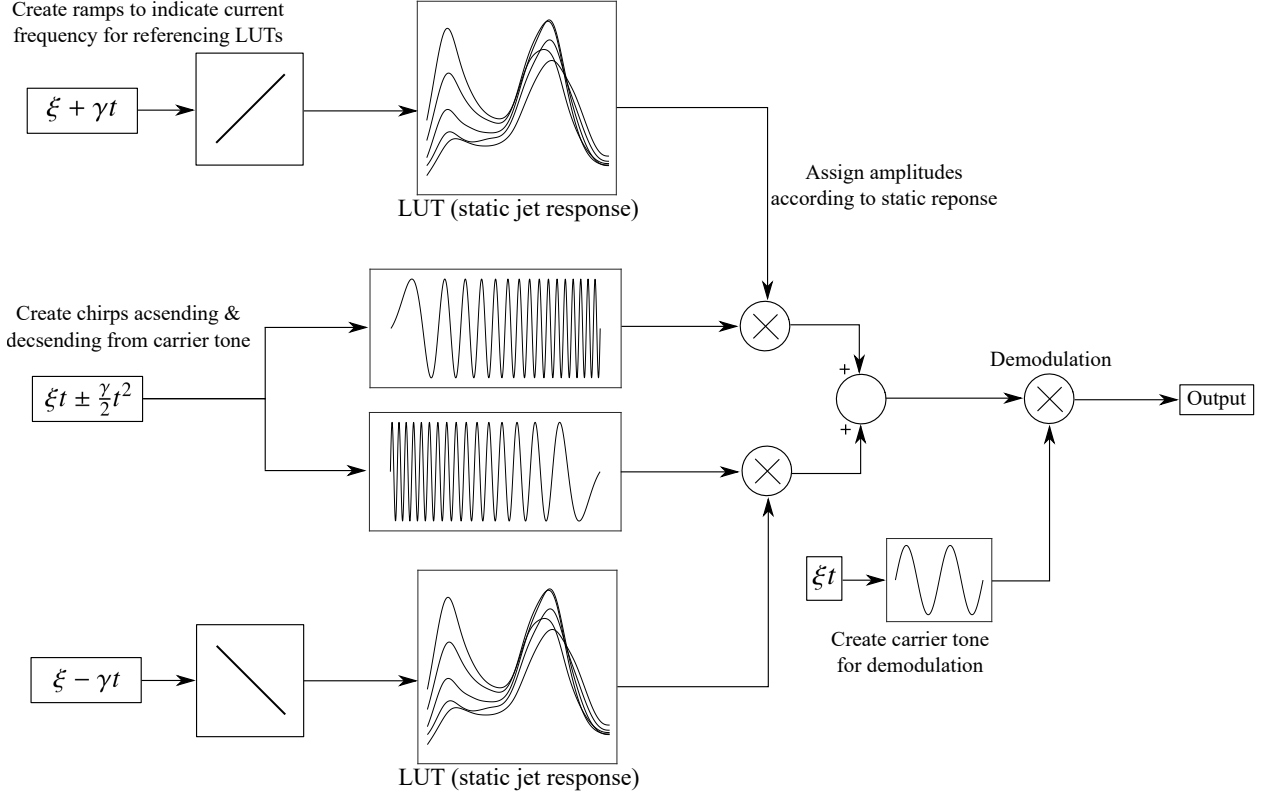 Create ramps to indicate current
frequency for referencing LUTs
ξ + γt
LUT (static jet response)
Assign amplitudes
according to static reponse
Create chirps acsending &
decsending from carrier tone
ξt ± γ/2 t²
+
+
Demodulation
Output
ξt
Create carrier tone
for demodulation
ξ − γt
LUT (static jet response)